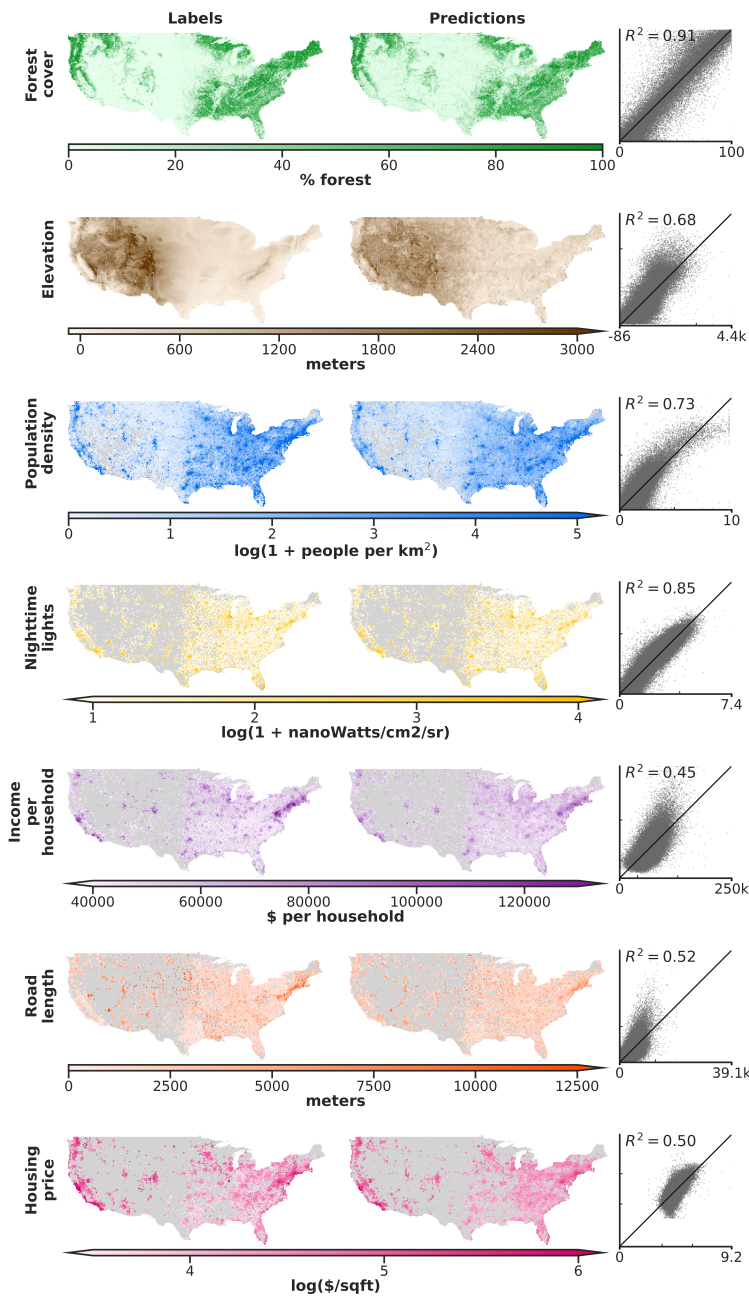 Labels
Predictions
Forest
cover
R² = 0.91
0 20 40 60 80 100
% forest
0 100
Elevation
R² = 0.68
0 600 1200 1800 2400 3000
meters
-86 4.4k
Population
density
R² = 0.73
0 1 2 3 4 5
log(1 + people per km²)
0 10
Nighttime
lights
R² = 0.85
1 2 3 4
log(1 + nanoWatts/cm2/sr)
0 7.4
Income
per
household
R² = 0.45
40000 60000 80000 100000 120000
$ per household
0 250k
Road
length
R² = 0.52
0 2500 5000 7500 10000 12500
meters
0 39.1k
Housing
price
R² = 0.50
4 5 6
log($/sqft)
0 9.2